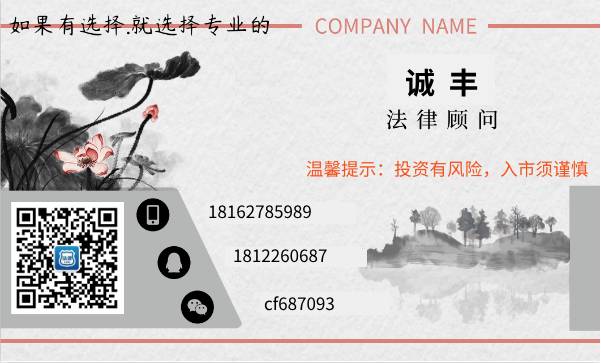 如果有选择.就选择专业的
COMPANY NAME
诚丰
法律顾问
温馨提示：投资有风险，入市须谨慎
18162785989
1812260687
cf687093